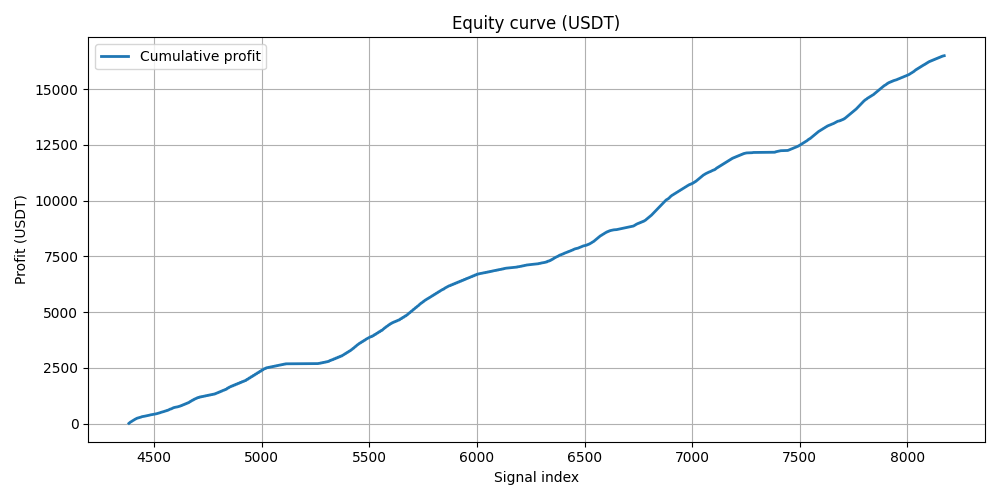 Equity curve (USDT)
Cumulative profit
Profit (USDT)
15000
12500
10000
7500
5000
2500
0
4500 5000 5500 6000 6500 7000 7500 8000
Signal index